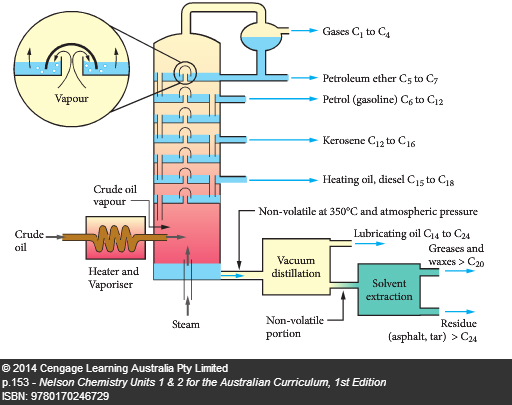 Gases C₁ to C₄
Petroleum ether C₅ to C₇
Petrol (gasoline) C₆ to C₁₂
Kerosene C₁₂ to C₁₆
Heating oil, diesel C₁₅ to C₁₈
Vapour
Crude oil
vapour
Crude
oil
Heater and
Vaporiser
Steam
Non-volatile at 350°C and atmospheric pressure
Vacuum
distillation
Lubricating oil C₁₄ to C₂₄
Greases and
waxes > C₂₀
Solvent
extraction
Non-volatile
portion
Residue
(asphalt, tar) > C₂₄
© 2014 Cengage Learning Australia Pty Limited
p.153 - Nelson Chemistry Units 1 & 2 for the Australian Curriculum, 1st Edition
ISBN: 9780170246729